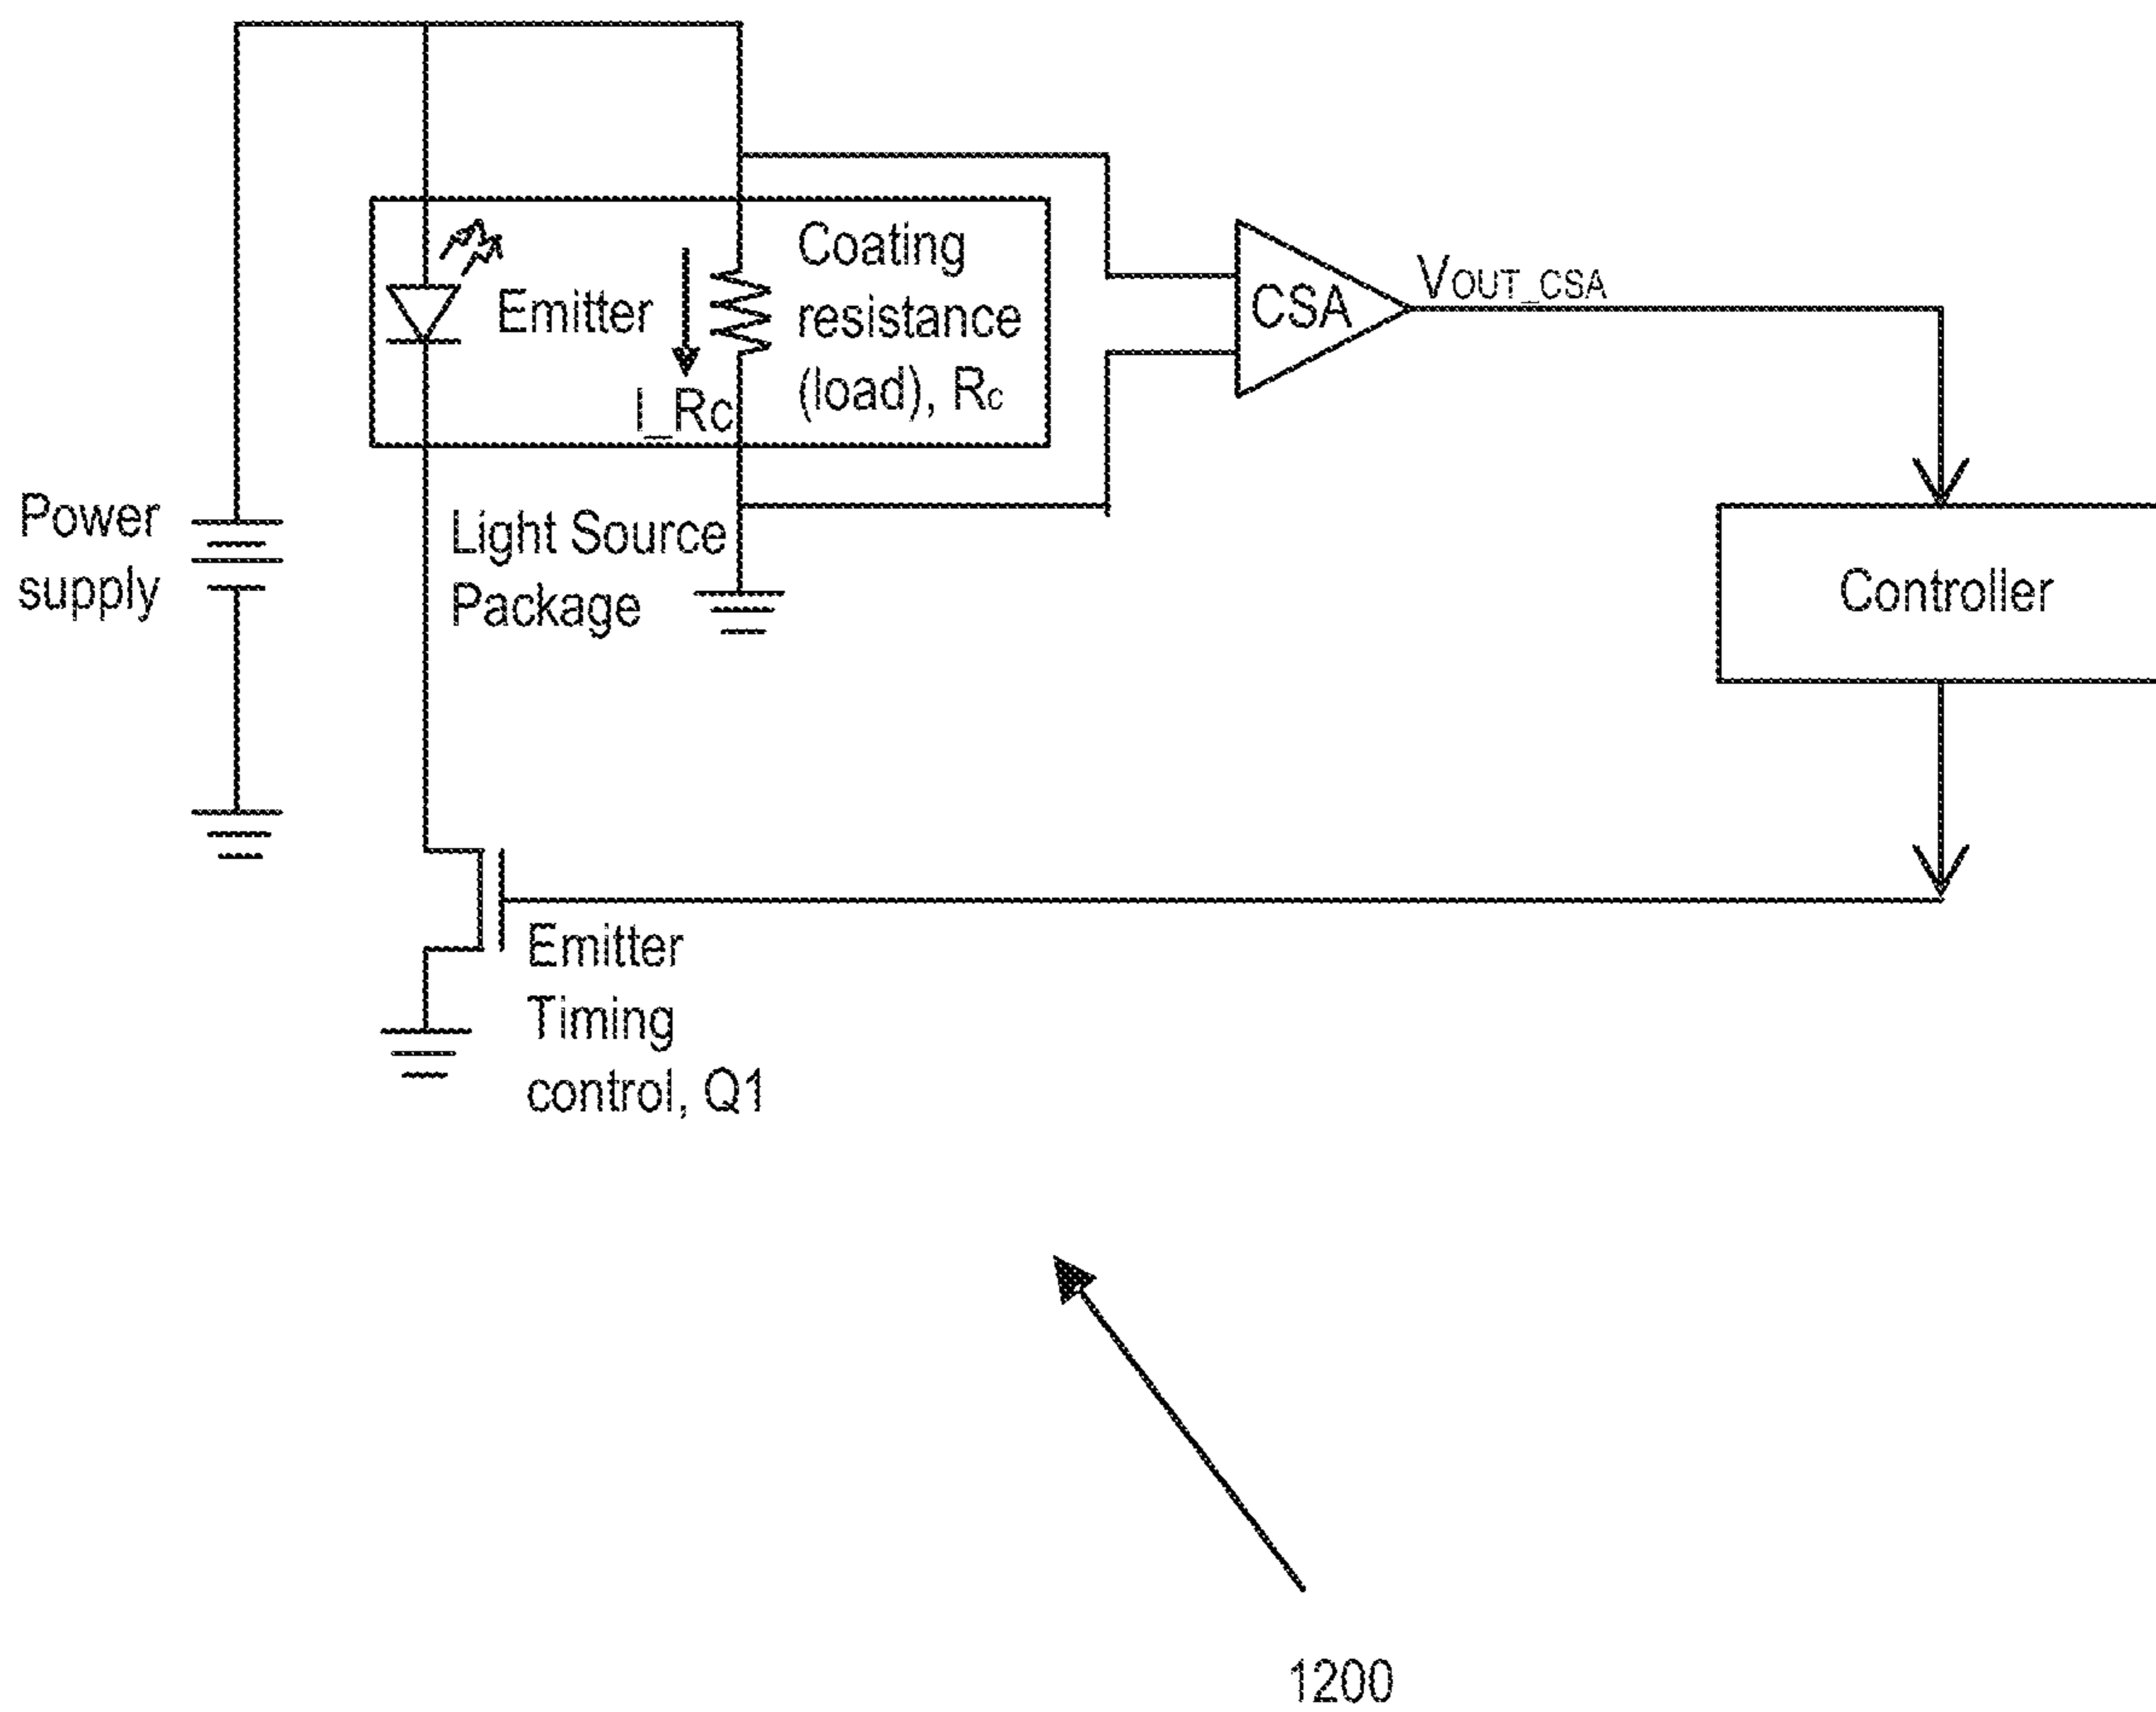 Coating
resistance
(load), Rc
Emitter
I_Rc
CSA
VOUT_CSA
Power
supply
Light Source
Package
Controller
Emitter
Timing
control, Q1
1200